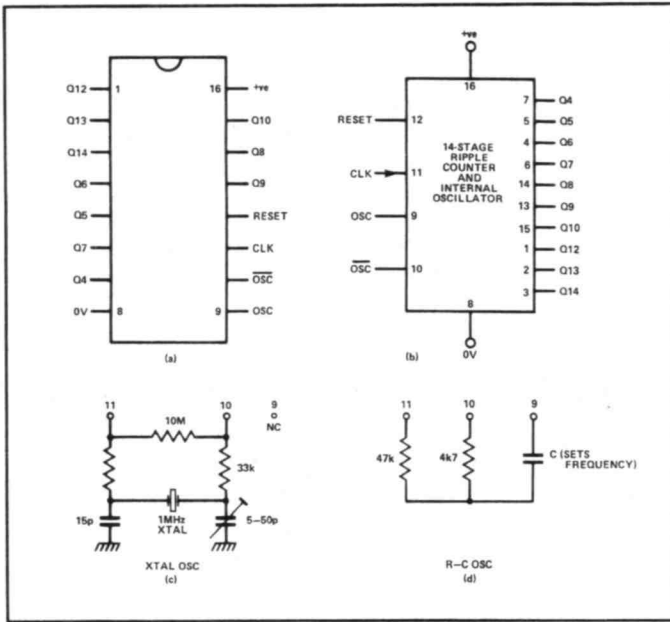 Q12 1 16 +ve
Q13 Q10
Q14 Q8
Q6 Q9
Q5 RESET
Q7 CLK
Q4 OSC
0V 8 9 OSC
(a)
+ve
16
RESET 12
CLK 11
OSC 9
OSC 10
14-STAGE
RIPPLE
COUNTER
AND
INTERNAL
OSCILLATOR
7 Q4
5 Q5
4 Q6
6 Q7
14 Q8
13 Q9
15 Q10
1 Q12
2 Q13
3 Q14
8
0V
(b)
11 10 9
NC
10M
33k
15p
1MHz
XTAL
5–50p
XTAL OSC
(c)
11 10 9
47k
4k7
C (SETS
FREQUENCY)
R–C OSC
(d)